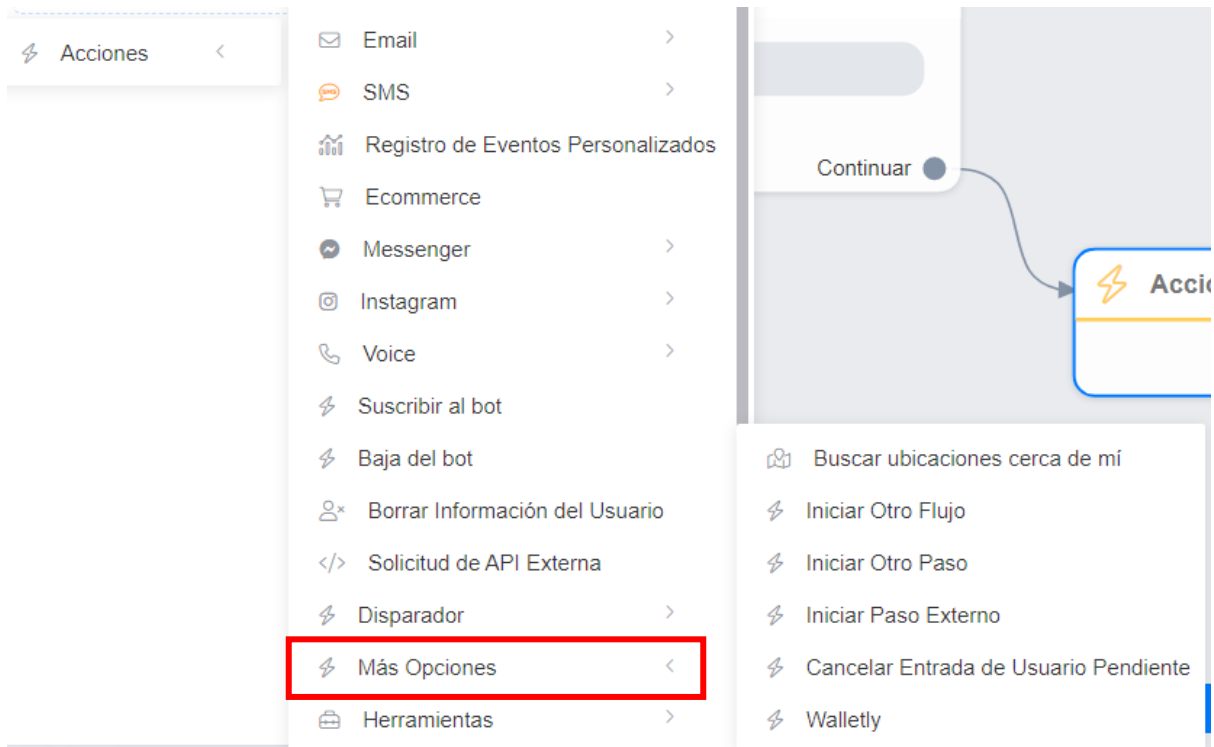 Acciones
Email
SMS
Registro de Eventos Personalizados
Ecommerce
Messenger
Instagram
Voice
Suscribir al bot
Baja del bot
Borrar Información del Usuario
Solicitud de API Externa
Disparador
Más Opciones
Herramientas
Continuar
Buscar ubicaciones cerca de mí
Iniciar Otro Flujo
Iniciar Otro Paso
Iniciar Paso Externo
Cancelar Entrada de Usuario Pendiente
Walletly